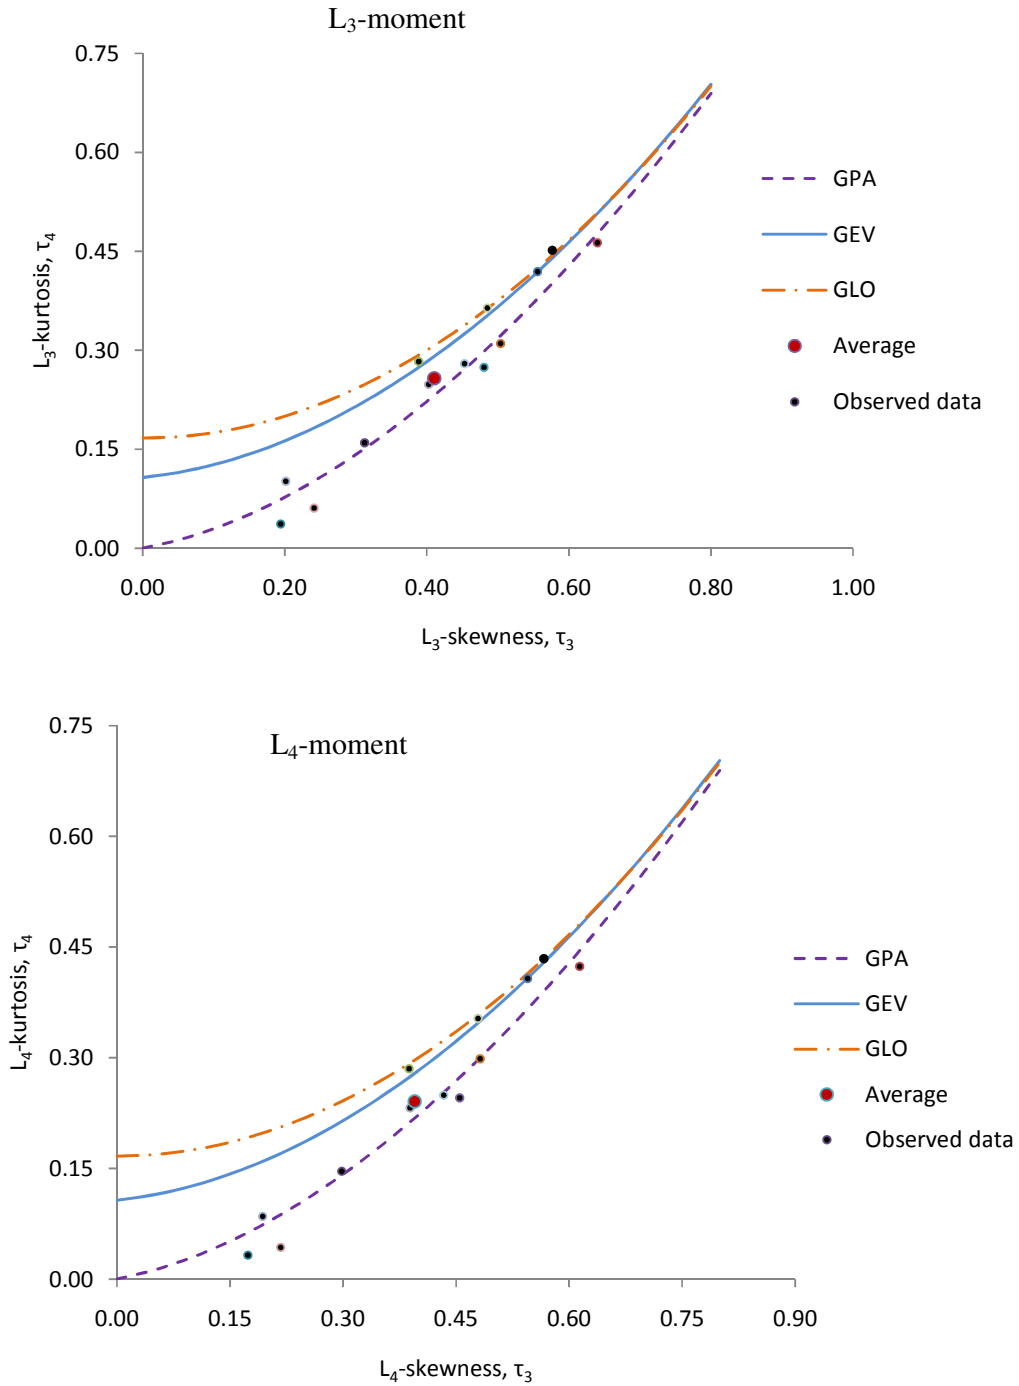 L₃-moment
0.75
0.60
0.45
0.30
0.15
0.00
L₃-kurtosis, τ₄
0.00 0.20 0.40 0.60 0.80 1.00
L₃-skewness, τ₃
GPA
GEV
GLO
Average
Observed data
L₄-moment
0.75
0.60
0.45
0.30
0.15
0.00
L₄-kurtosis, τ₄
0.00 0.15 0.30 0.45 0.60 0.75 0.90
L₄-skewness, τ₃
GPA
GEV
GLO
Average
Observed data